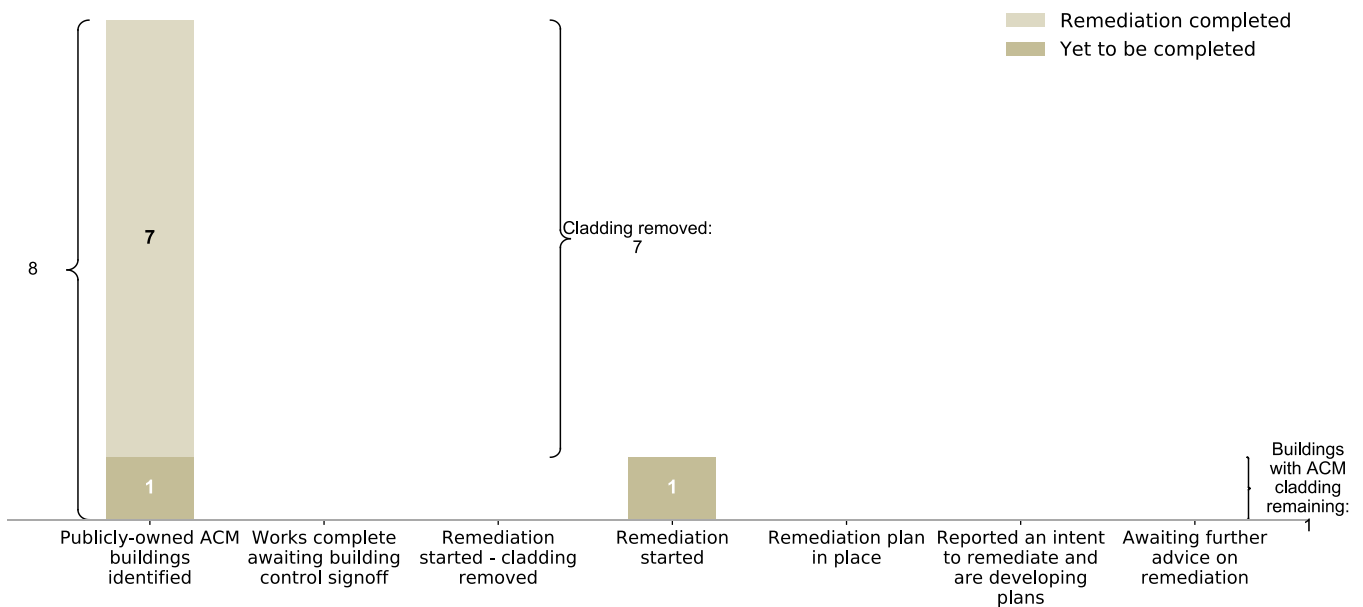 Remediation completed
Yet to be completed
7
8
Cladding removed:
7
1
1
Buildings
with ACM
cladding
remaining:
1
Publicly-owned ACM
buildings
identified
Works complete
awaiting building
control signoff
Remediation
started - cladding
removed
Remediation
started
Remediation plan
in place
Reported an intent
to remediate and
are developing
plans
Awaiting further
advice on
remediation